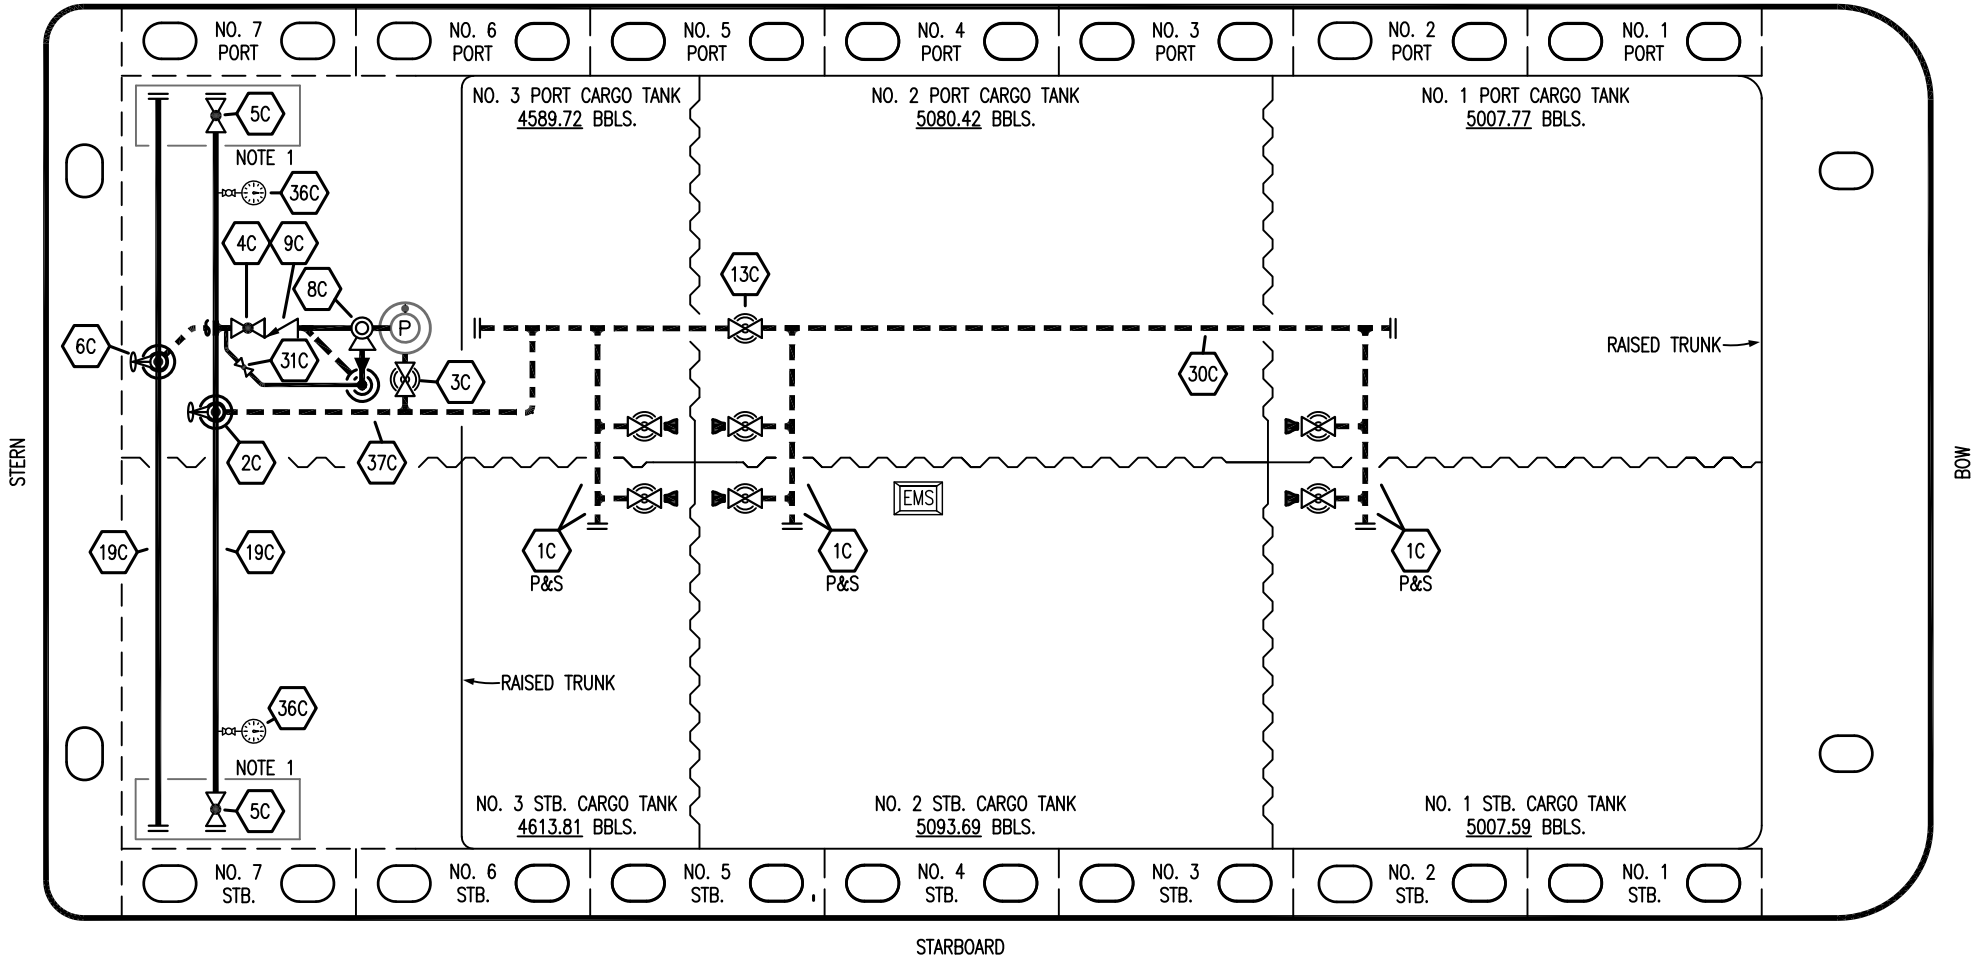 NO. 7
PORT
NO. 6
PORT
NO. 5
PORT
NO. 4
PORT
NO. 3
PORT
NO. 2
PORT
NO. 1
PORT
NO. 3 PORT CARGO TANK
4589.72 BBLS.
NO. 2 PORT CARGO TANK
5080.42 BBLS.
NO. 1 PORT CARGO TANK
5007.77 BBLS.
5C
NOTE 1
36C
4C
9C
8C
13C
P
6C
31C
3C
30C
RAISED TRUNK
2C
37C
STERN
BOW
EMS
19C
19C
1C
P&S
1C
P&S
1C
P&S
RAISED TRUNK
36C
NOTE 1
5C
NO. 3 STB. CARGO TANK
4613.81 BBLS.
NO. 2 STB. CARGO TANK
5093.69 BBLS.
NO. 1 STB. CARGO TANK
5007.59 BBLS.
NO. 7
STB.
NO. 6
STB.
NO. 5
STB.
NO. 4
STB.
NO. 3
STB.
NO. 2
STB.
NO. 1
STB.
STARBOARD